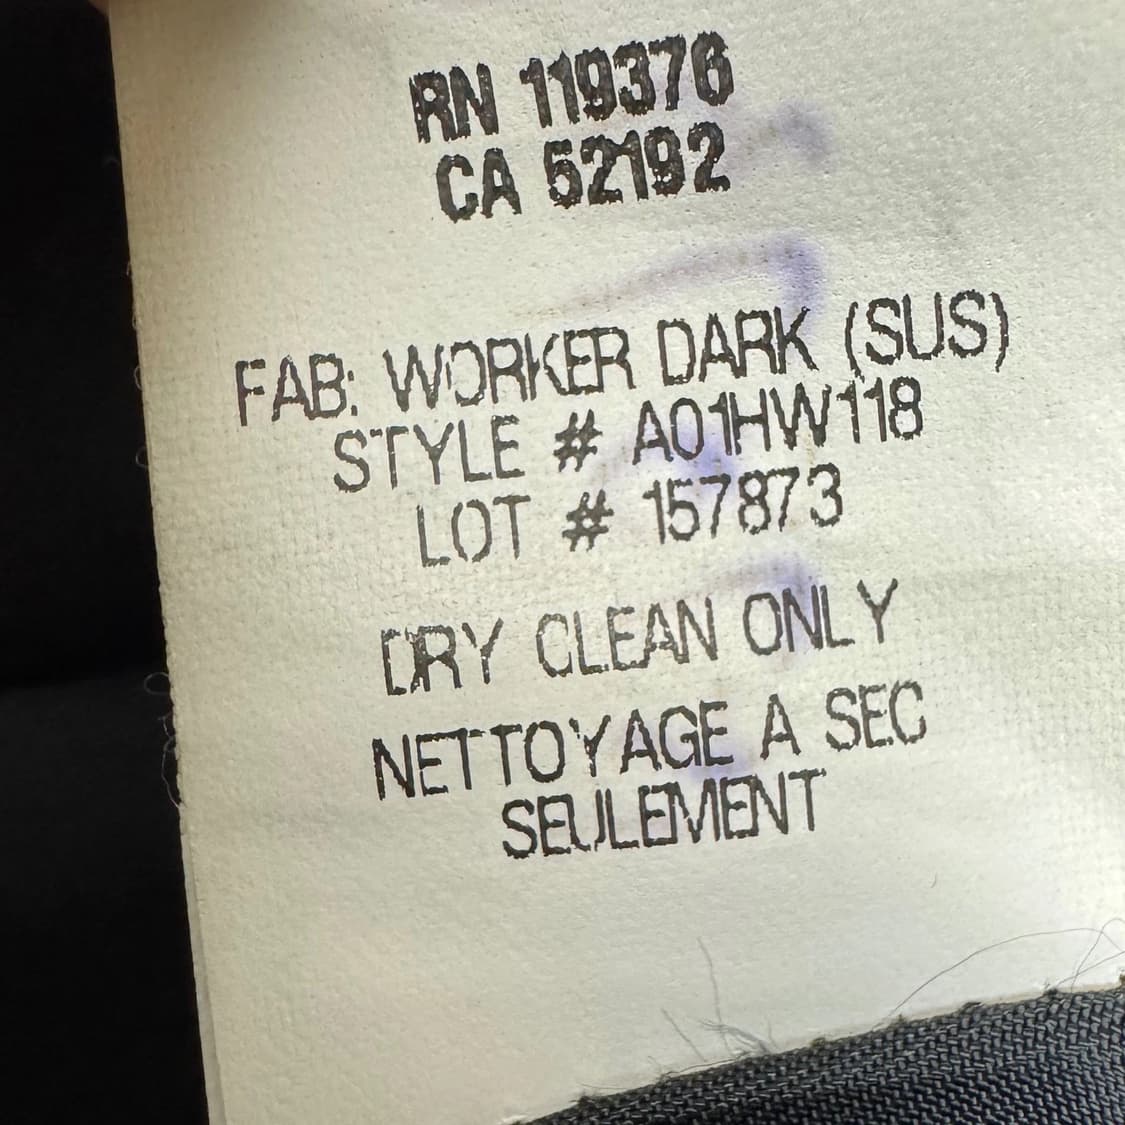 RN 119376
CA 52192
FAB: WORKER DARK (SUS)
STYLE # A01HW118
LOT # 157873
DRY CLEAN ONLY
NETTOYAGE A SEC
SEULEMENT